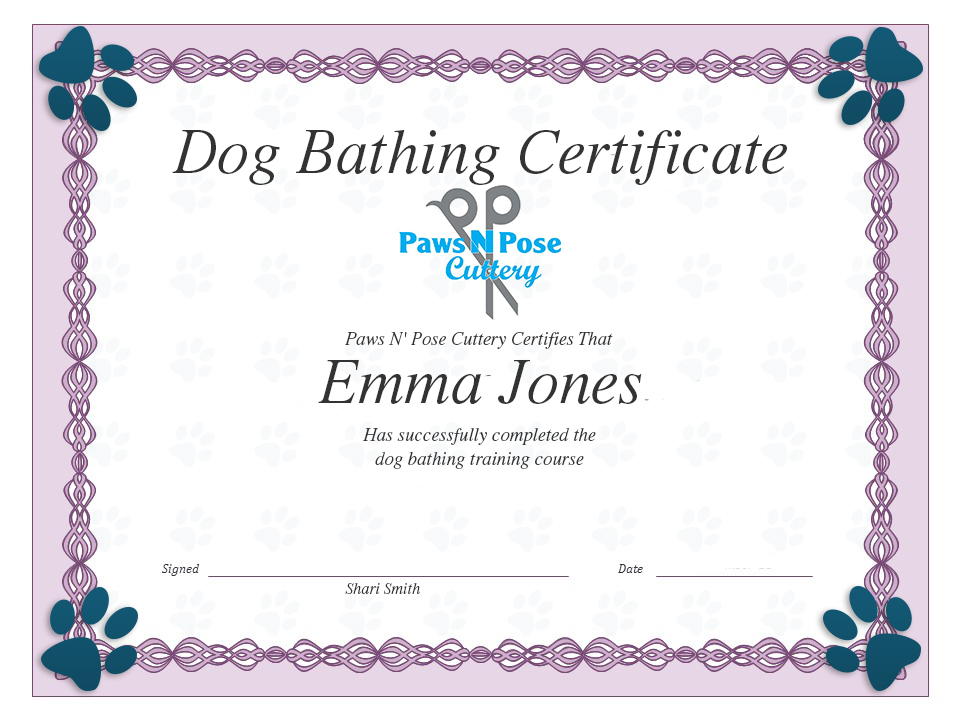 Dog Bathing Certificate
Paws N Pose
Cuttery
Paws N' Pose Cuttery Certifies That
Emma Jones
Has successfully completed the
dog bathing training course
Signed
Date
Shari Smith